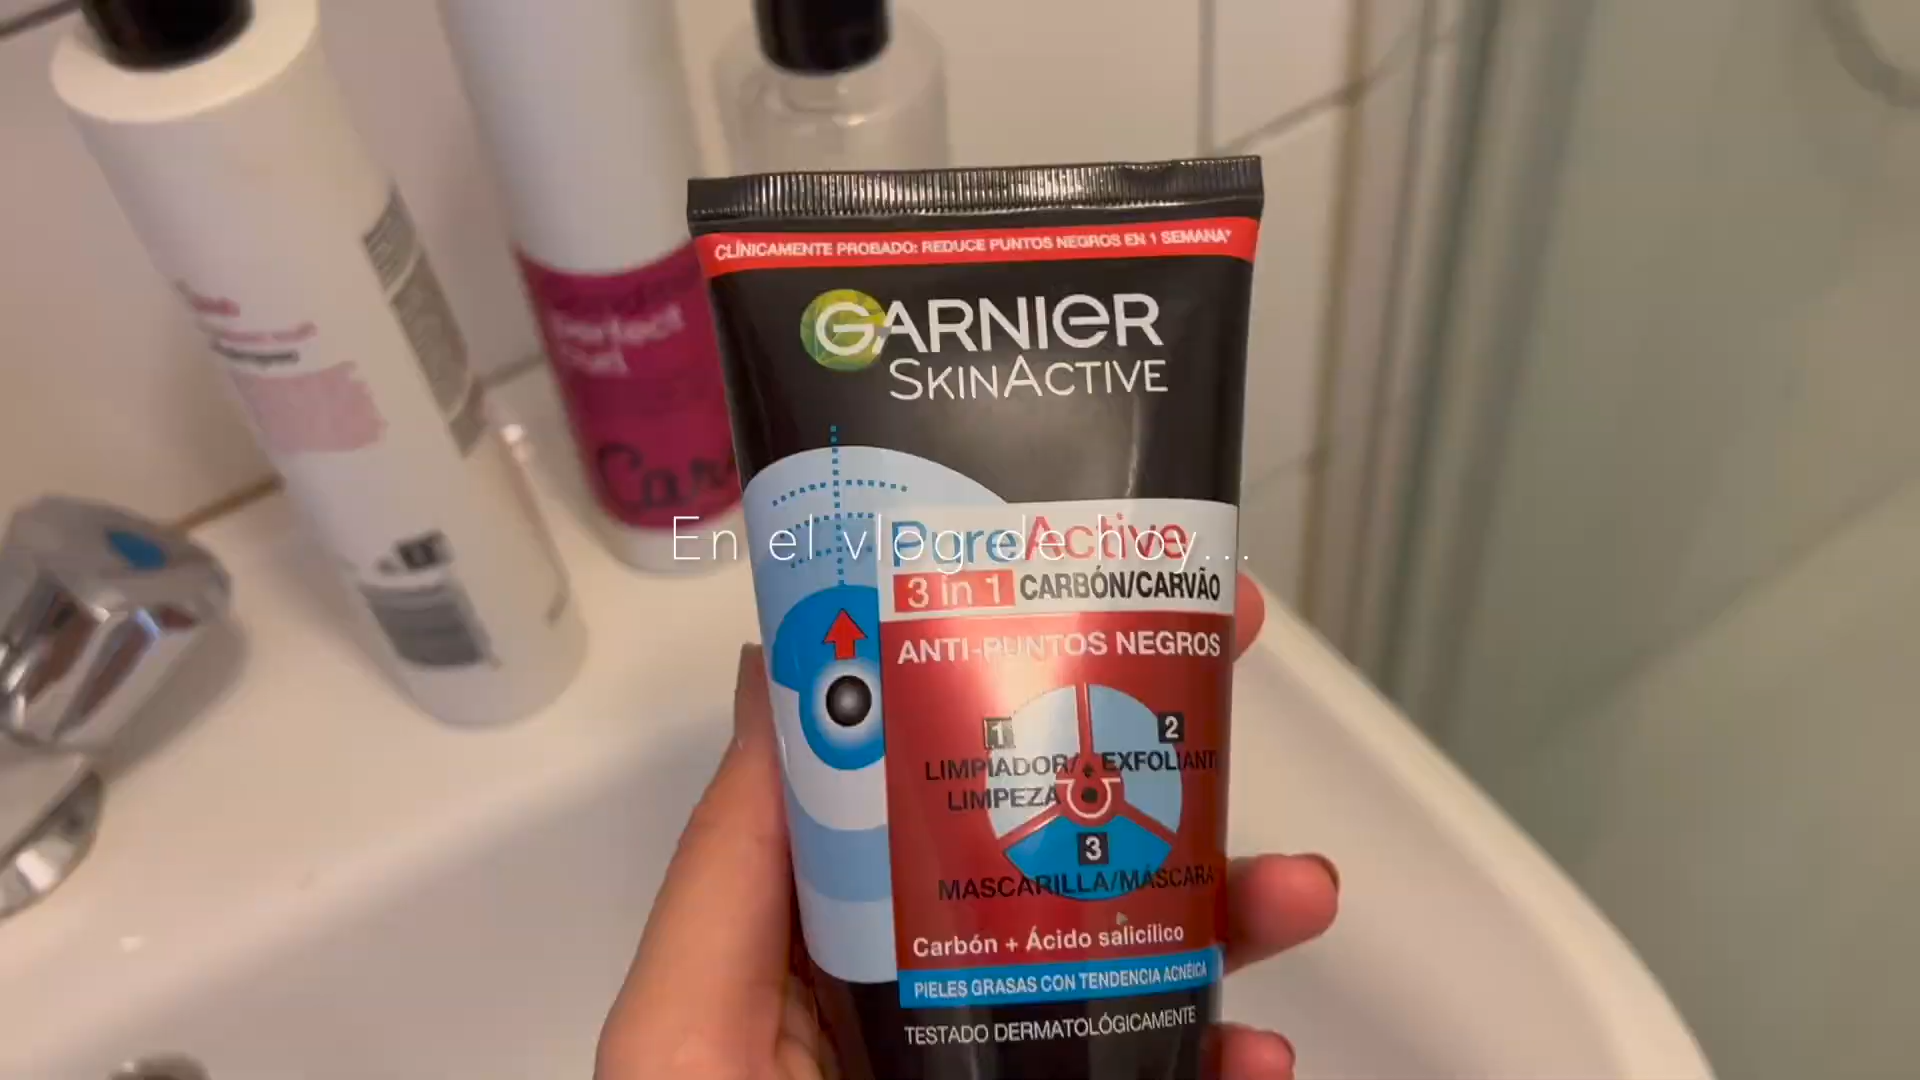 CLÍNICAMENTE PROBADO: REDUCE PUNTOS NEGROS EN 1 SEMANA*
GARNIER
SKINACTIVE
En el vlog de hoy...
PureActive
3 in 1 CARBÓN/CARVÃO
ANTI-PUNTOS NEGROS
1
LIMPIADOR/
LIMPEZA
2
EXFOLIANT
3
MASCARILLA/MÁSCARA
Carbón + Ácido salicílico
PIELES GRASAS CON TENDENCIA ACNÉICA
TESTADO DERMATOLÓGICAMENTE
Perfect